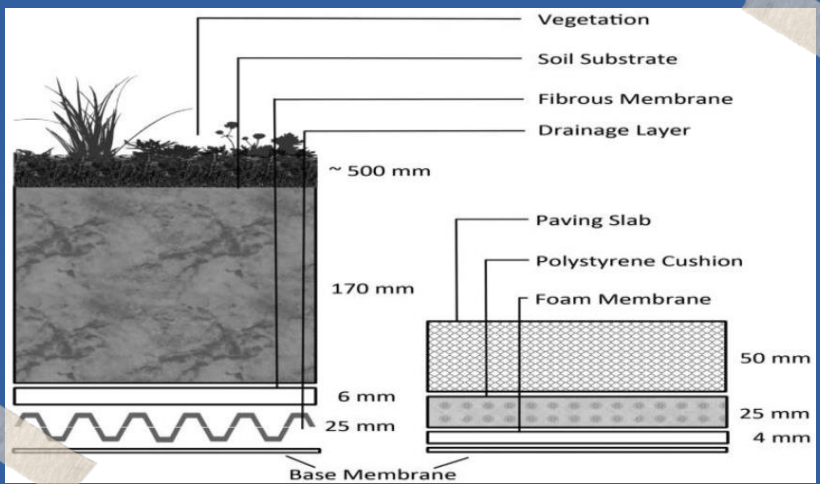 Vegetation
Soil Substrate
Fibrous Membrane
Drainage Layer
~ 500 mm
170 mm
6 mm
25 mm
Paving Slab
Polystyrene Cushion
Foam Membrane
50 mm
25 mm
4 mm
Base Membrane